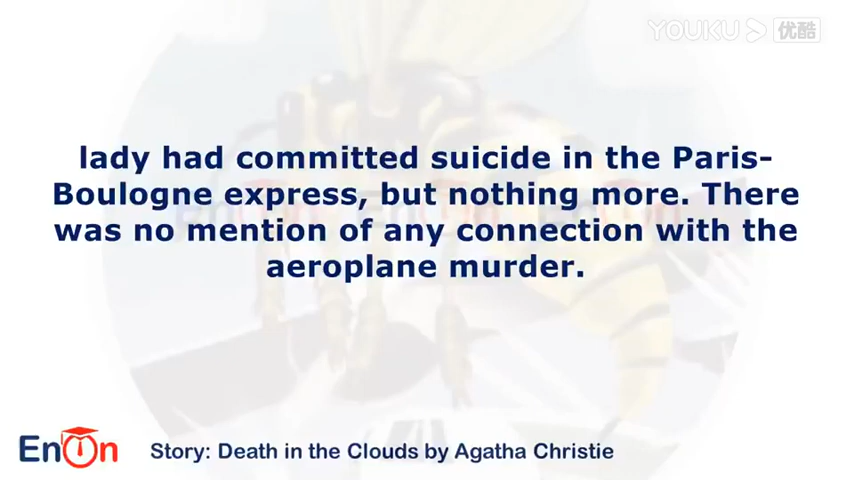 YOUKU 优酷
lady had committed suicide in the Paris-
Boulogne express, but nothing more. There
was no mention of any connection with the
aeroplane murder.
EnOn
Story: Death in the Clouds by Agatha Christie